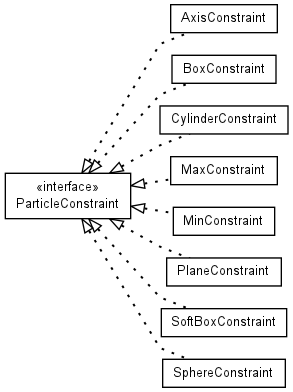 AxisConstraint
BoxConstraint
CylinderConstraint
MaxConstraint
«interface»
ParticleConstraint
MinConstraint
PlaneConstraint
SoftBoxConstraint
SphereConstraint